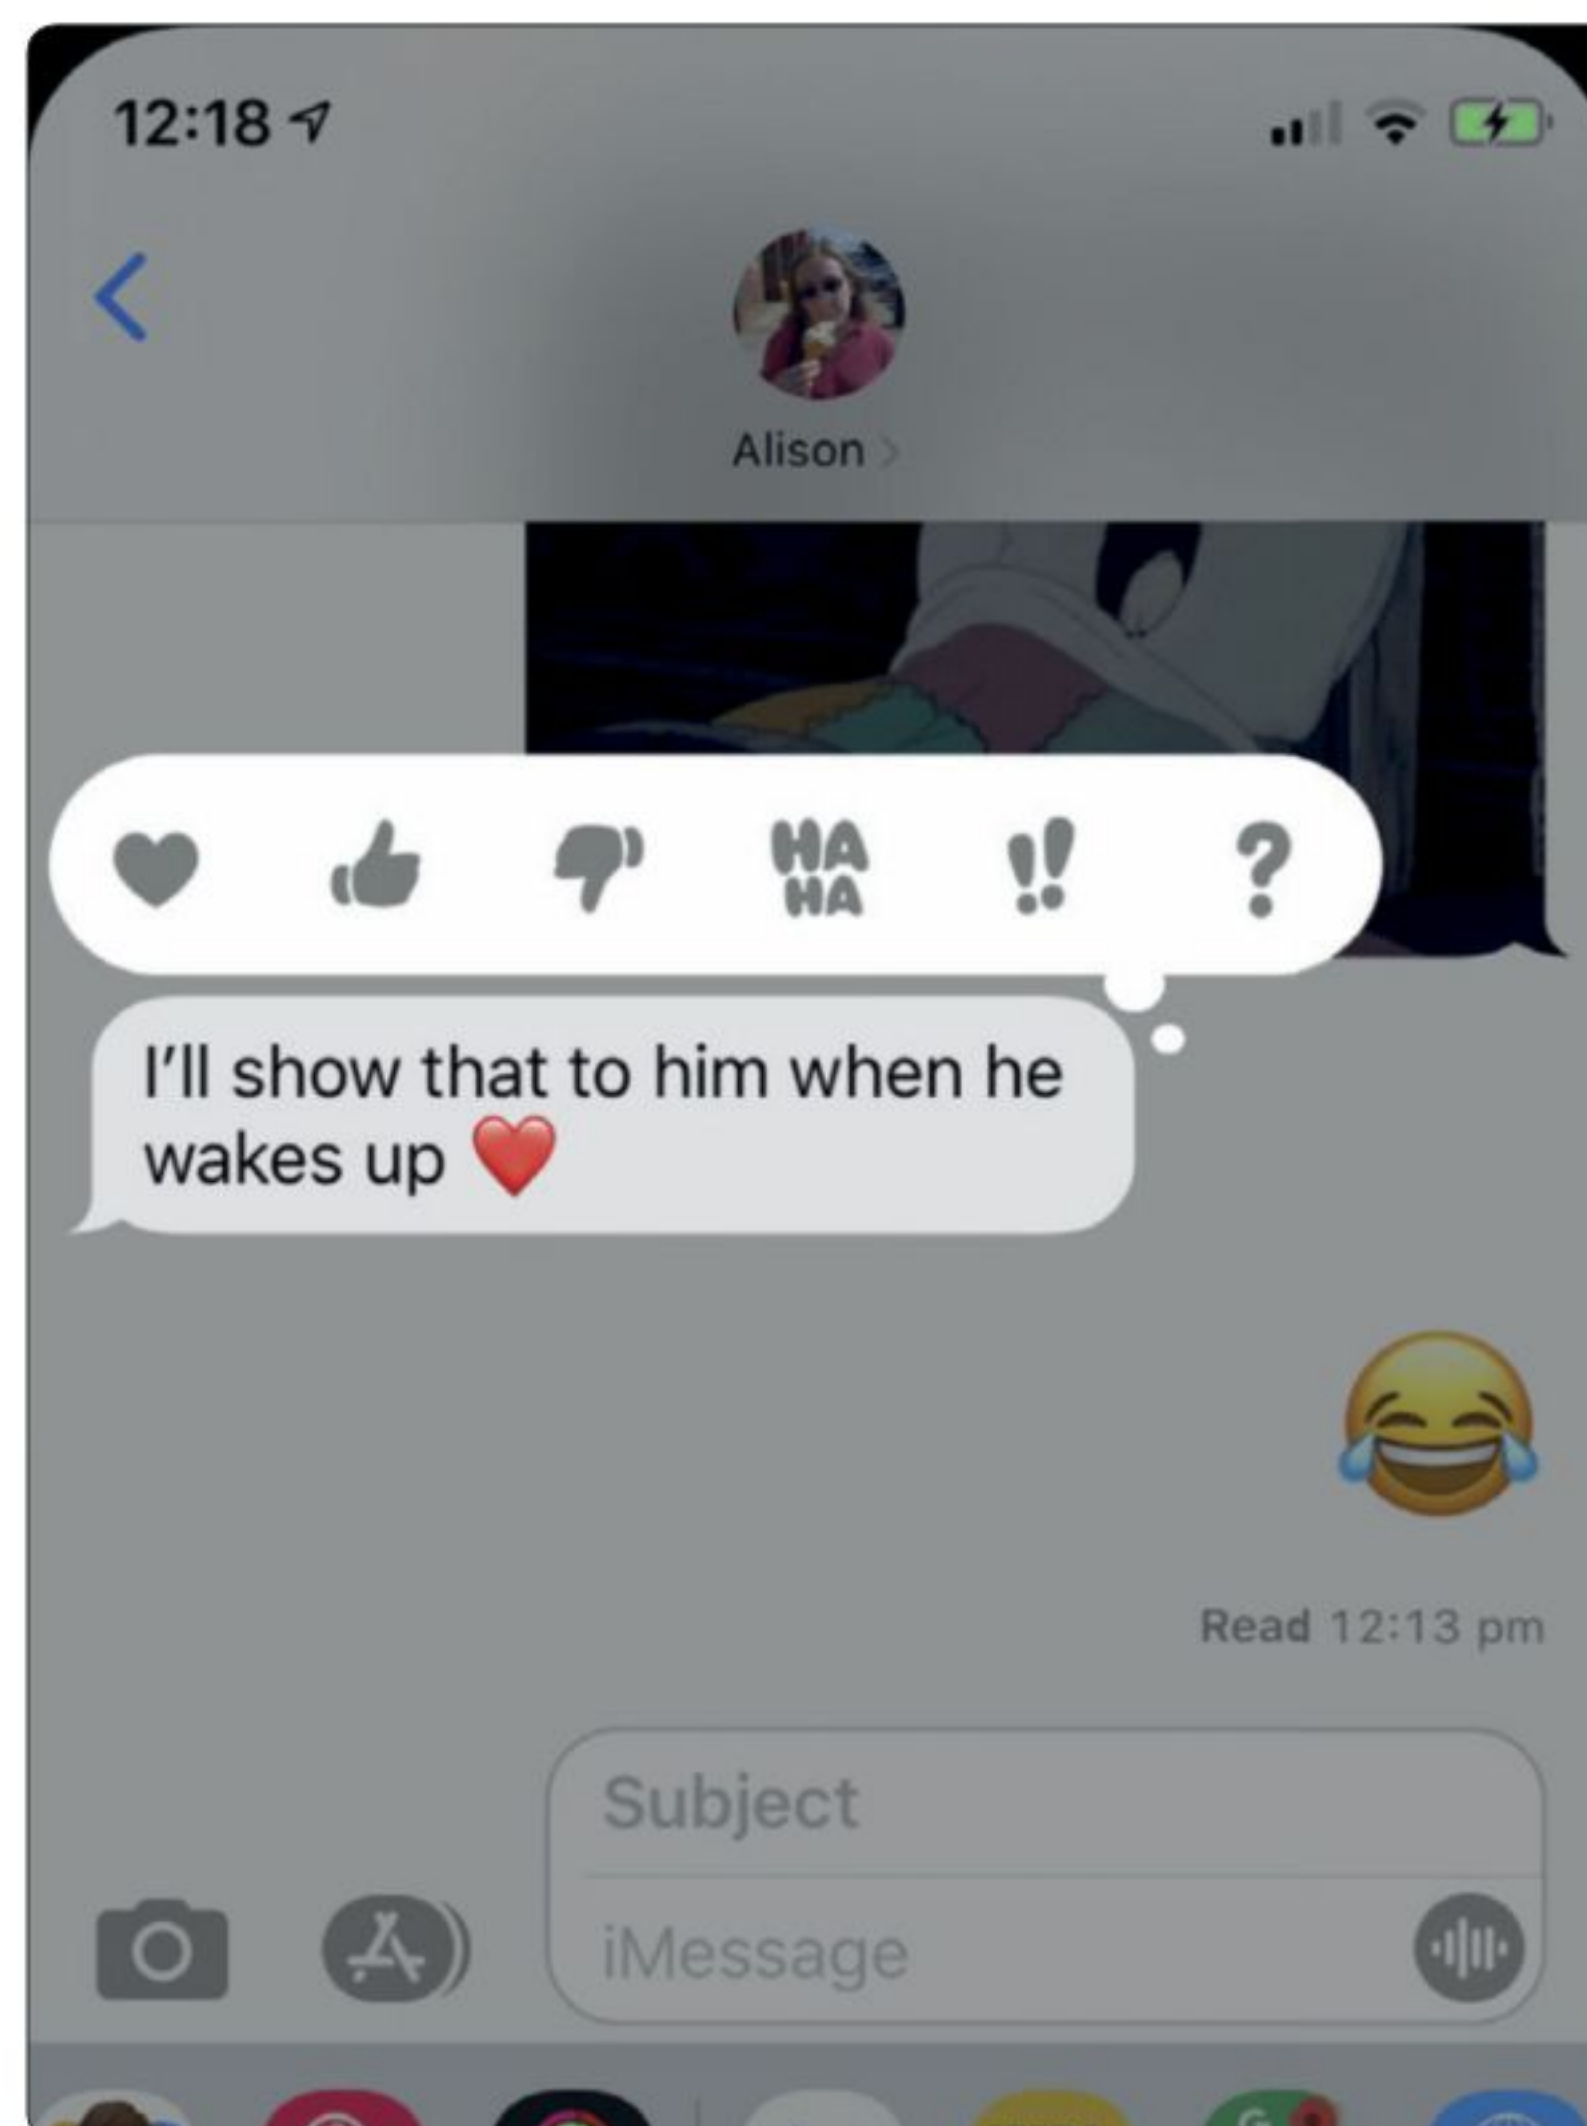 12:18
Alison
HA
HA
!!
?
I’ll show that to him when he
wakes up ❤️
😂
Read 12:13 pm
Subject
iMessage